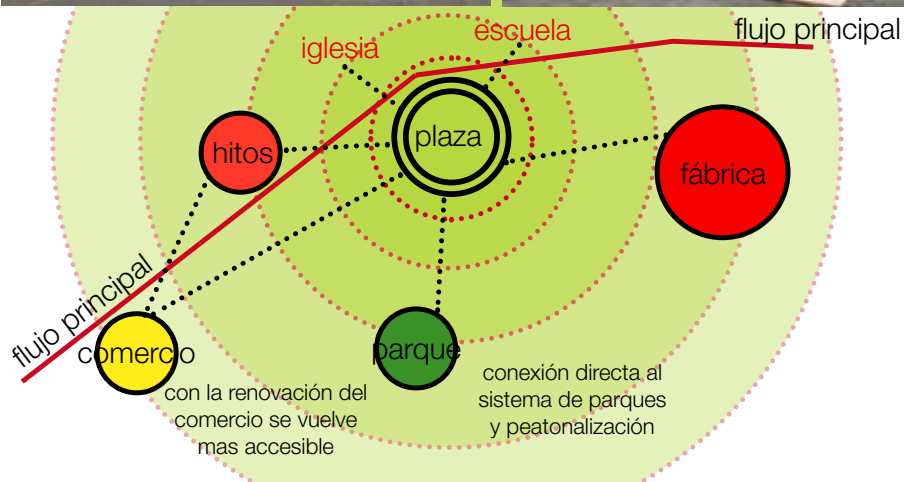 flujo principal
escuela
iglesia
plaza
hitos
fábrica
flujo principal
comercio
parque
con la renovación del
comercio se vuelve
mas accesible
conexión directa al
sistema de parques
y peatonalización